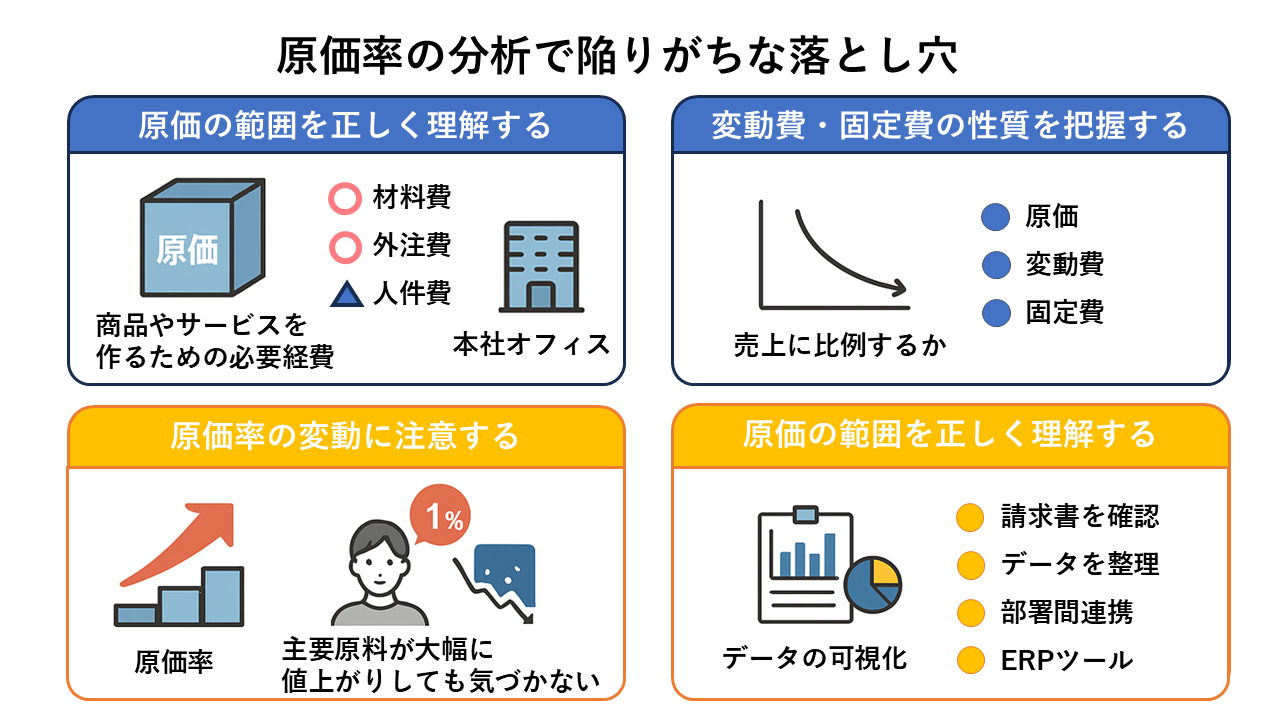 原価率の分析で陥りがちな落とし穴
原価の範囲を正しく理解する
原価
材料費
外注費
人件費
商品やサービスを
作るための必要経費
本社オフィス
変動費・固定費の性質を把握する
売上に比例するか
原価
変動費
固定費
原価率の変動に注意する
原価率
1%
主要原料が大幅に
値上がりしても気づかない
原価の範囲を正しく理解する
データの可視化
請求書を確認
データを整理
部署間連携
ERPツール